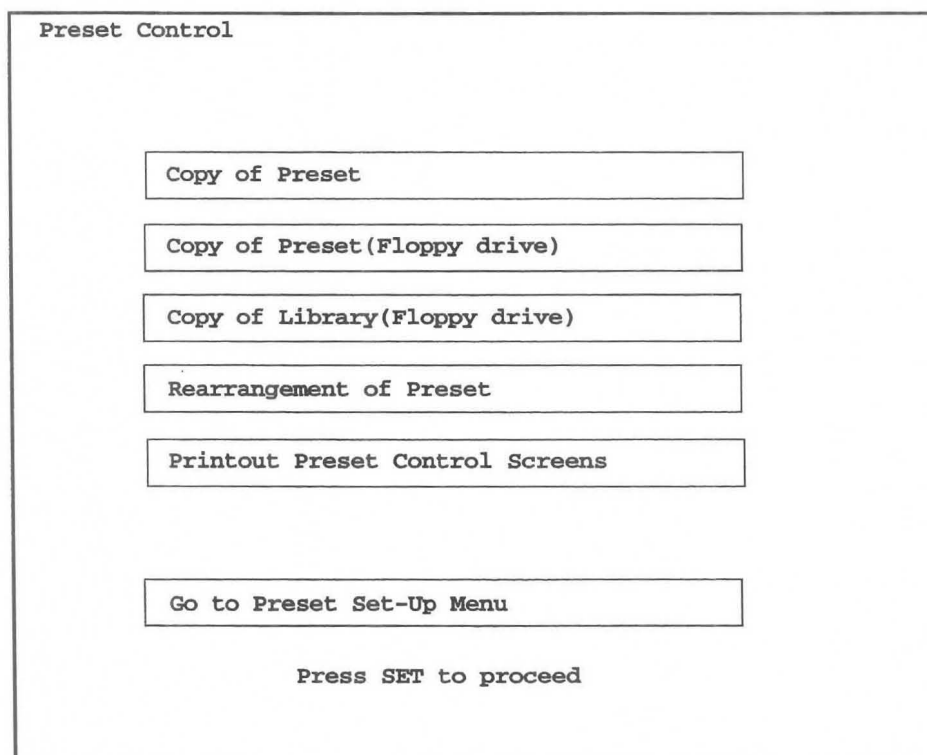 Preset Control
Copy of Preset
Copy of Preset(Floppy drive)
Copy of Library(Floppy drive)
Rearrangement of Preset
Printout Preset Control Screens
Go to Preset Set-Up Menu
Press SET to proceed